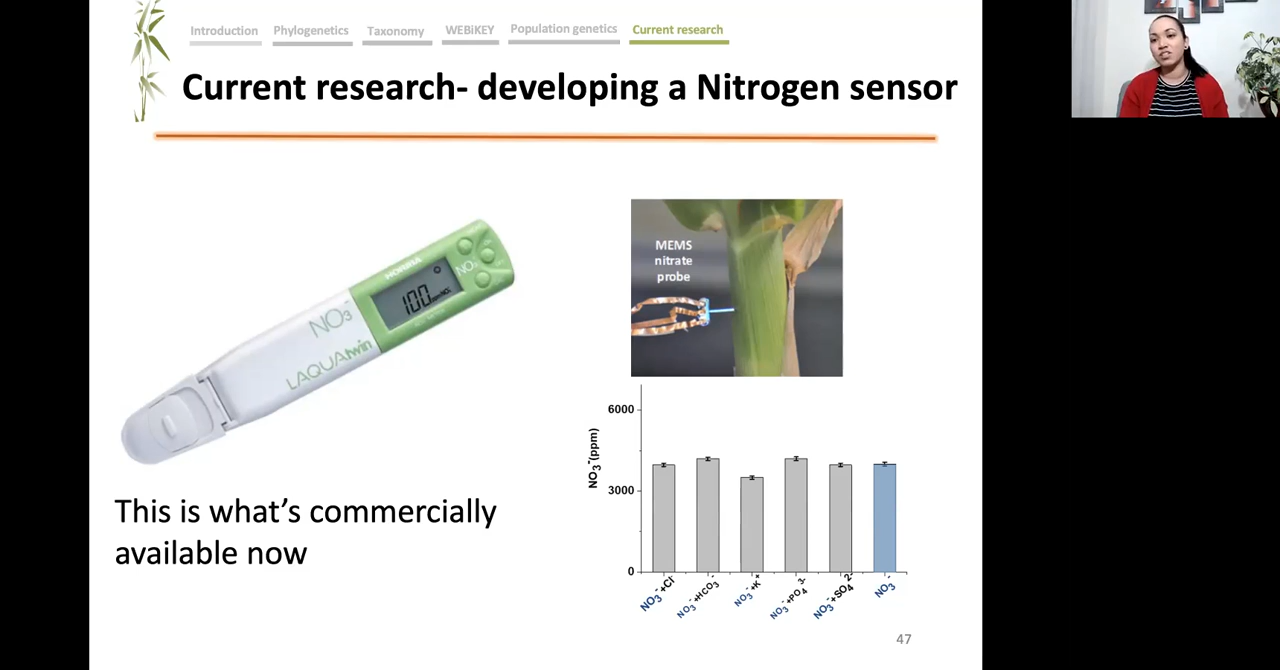 Introduction Phylogenetics Taxonomy WEBiKEY Population genetics Current research
Current research- developing a Nitrogen sensor
HORIBA
NO₃⁻
100
NO₃⁻
LAQUAtwin
This is what's commercially
available now
MEMS
nitrate
probe
NO₃⁻(ppm)
6000
3000
0
NO₃⁻+Cl⁻
NO₃⁻+HCO₃⁻
NO₃⁻+K⁺
NO₃⁻+PO₄³⁻
NO₃⁻+SO₄²⁻
NO₃⁻
47